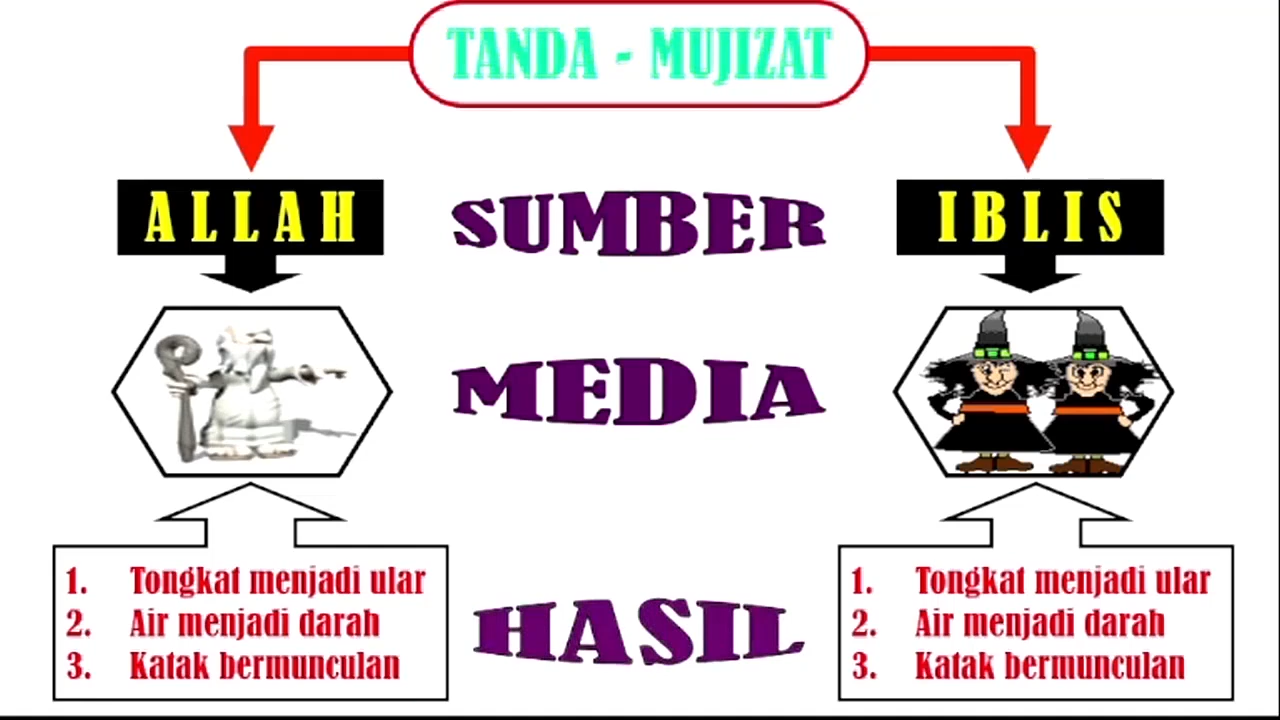 TANDA - MUJIZAT
ALLAH
SUMBER
IBLIS
MEDIA
1. Tongkat menjadi ular
2. Air menjadi darah
3. Katak bermunculan
HASIL
1. Tongkat menjadi ular
2. Air menjadi darah
3. Katak bermunculan